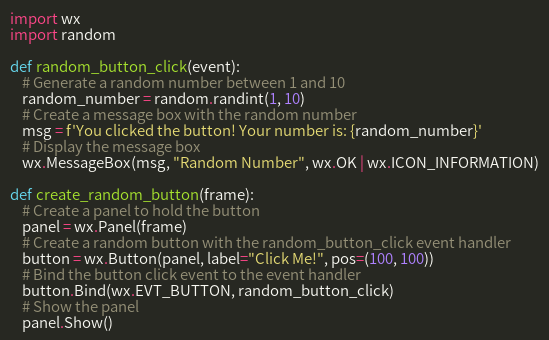 import wx
import random

def random_button_click(event):
    # Generate a random number between 1 and 10
    random_number = random.randint(1, 10)
    # Create a message box with the random number
    msg = f'You clicked the button! Your number is: {random_number}'
    # Display the message box
    wx.MessageBox(msg, "Random Number", wx.OK | wx.ICON_INFORMATION)

def create_random_button(frame):
    # Create a panel to hold the button
    panel = wx.Panel(frame)
    # Create a random button with the random_button_click event handler
    button = wx.Button(panel, label="Click Me!", pos=(100, 100))
    # Bind the button click event to the event handler
    button.Bind(wx.EVT_BUTTON, random_button_click)
    # Show the panel
    panel.Show()